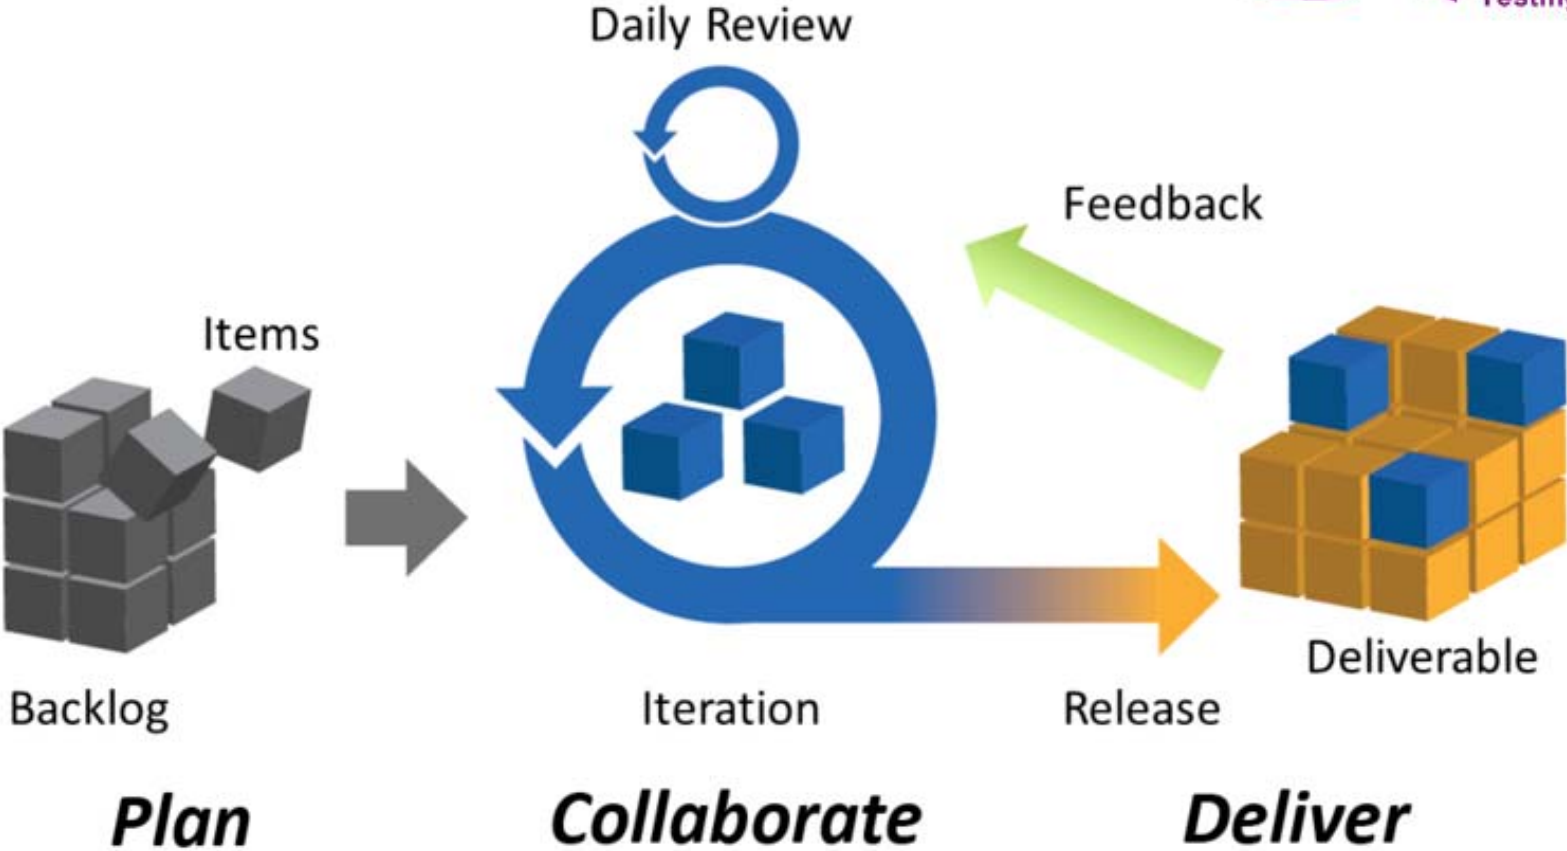 Daily Review
Feedback
Items
Deliverable
Backlog
Iteration
Release
Plan
Collaborate
Deliver